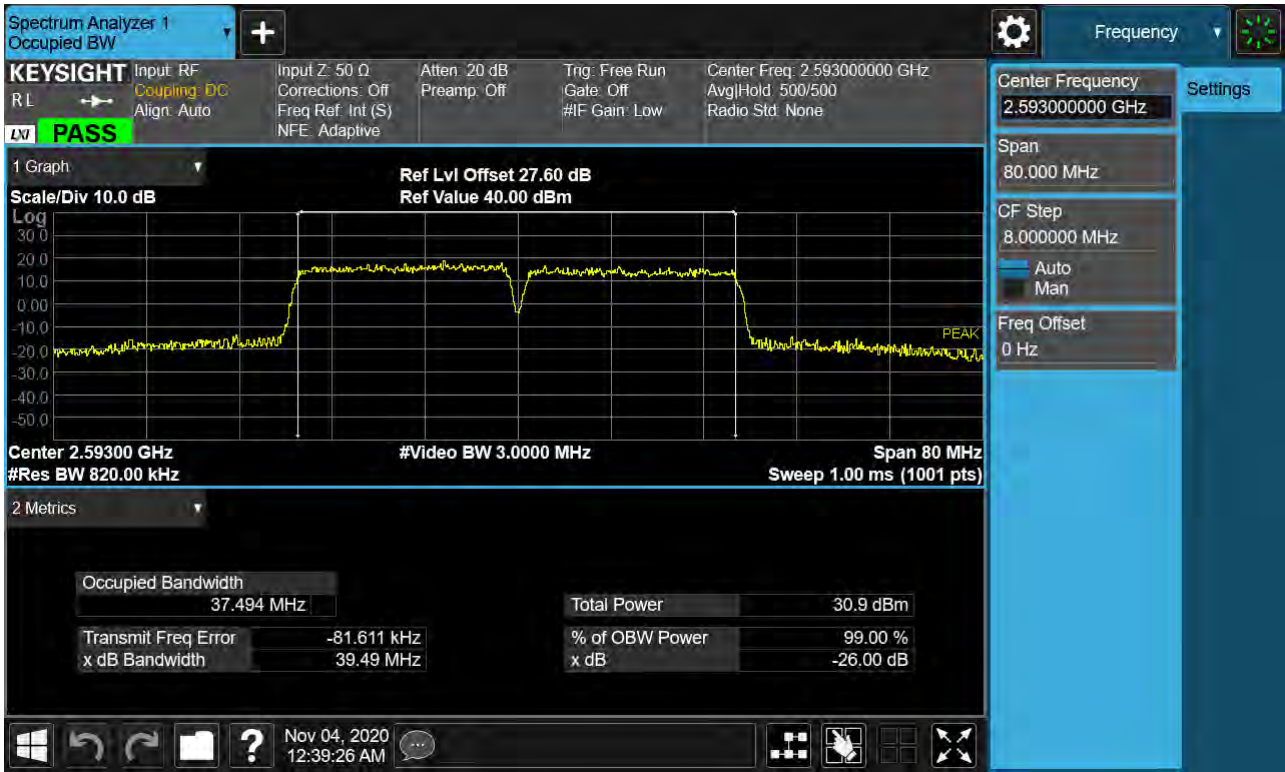 Spectrum Analyzer 1
Occupied BW
Frequency
KEYSIGHT
R L
LXI
PASS
Input: RF
Coupling: DC
Align: Auto
Input Z: 50 Ω
Corrections: Off
Freq Ref: Int (S)
NFE: Adaptive
Atten: 20 dB
Preamp: Off
Trig: Free Run
Gate: Off
#IF Gain: Low
Center Freq: 2.593000000 GHz
Avg|Hold: 500/500
Radio Std: None
Center Frequency
2.593000000 GHz
Settings
Span
80.000 MHz
CF Step
8.000000 MHz
Auto
Man
Freq Offset
0 Hz
1 Graph
Scale/Div 10.0 dB
Ref Lvl Offset 27.60 dB
Ref Value 40.00 dBm
Log
30.0
20.0
10.0
0.00
-10.0
-20.0
-30.0
-40.0
-50.0
PEAK
Center 2.59300 GHz
#Video BW 3.0000 MHz
Span 80 MHz
#Res BW 820.00 kHz
Sweep 1.00 ms (1001 pts)
2 Metrics
Occupied Bandwidth
37.494 MHz
Total Power 30.9 dBm
Transmit Freq Error -81.611 kHz
% of OBW Power 99.00 %
x dB Bandwidth 39.49 MHz
x dB -26.00 dB
?
Nov 04, 2020
12:39:26 AM